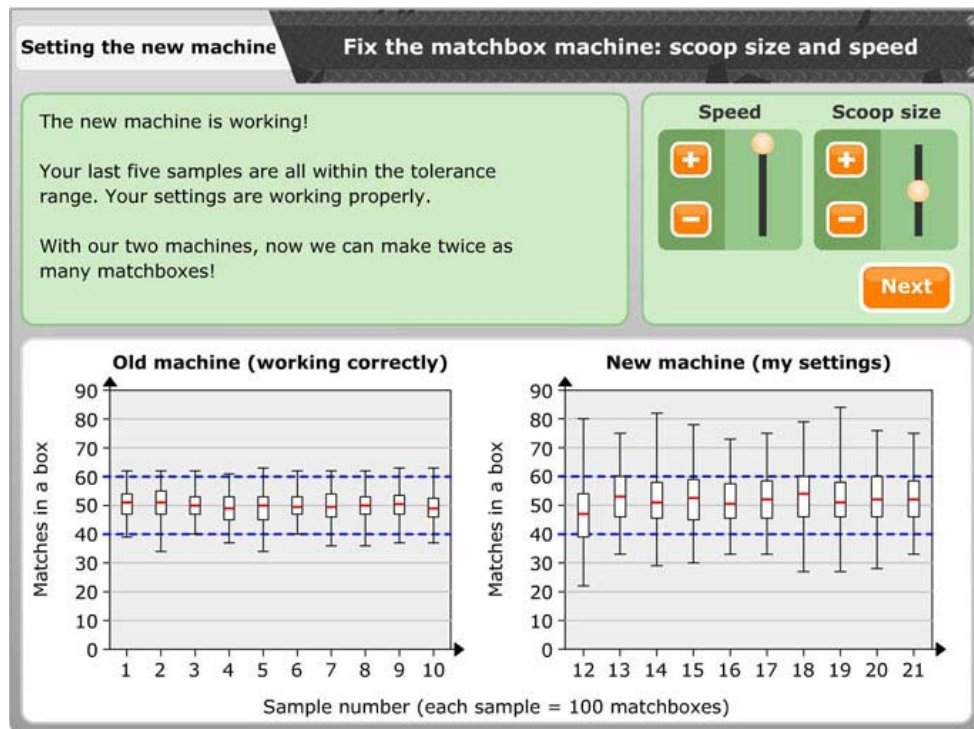 Setting the new machine
Fix the matchbox machine: scoop size and speed
The new machine is working!
Your last five samples are all within the tolerance
range. Your settings are working properly.
With our two machines, now we can make twice as
many matchboxes!
Speed
Scoop size
+
+
−
−
Next
Old machine (working correctly)
Matches in a box
90
80
70
60
50
40
30
20
10
0
1 2 3 4 5 6 7 8 9 10
New machine (my settings)
Matches in a box
90
80
70
60
50
40
30
20
10
0
12 13 14 15 16 17 18 19 20 21
Sample number (each sample = 100 matchboxes)